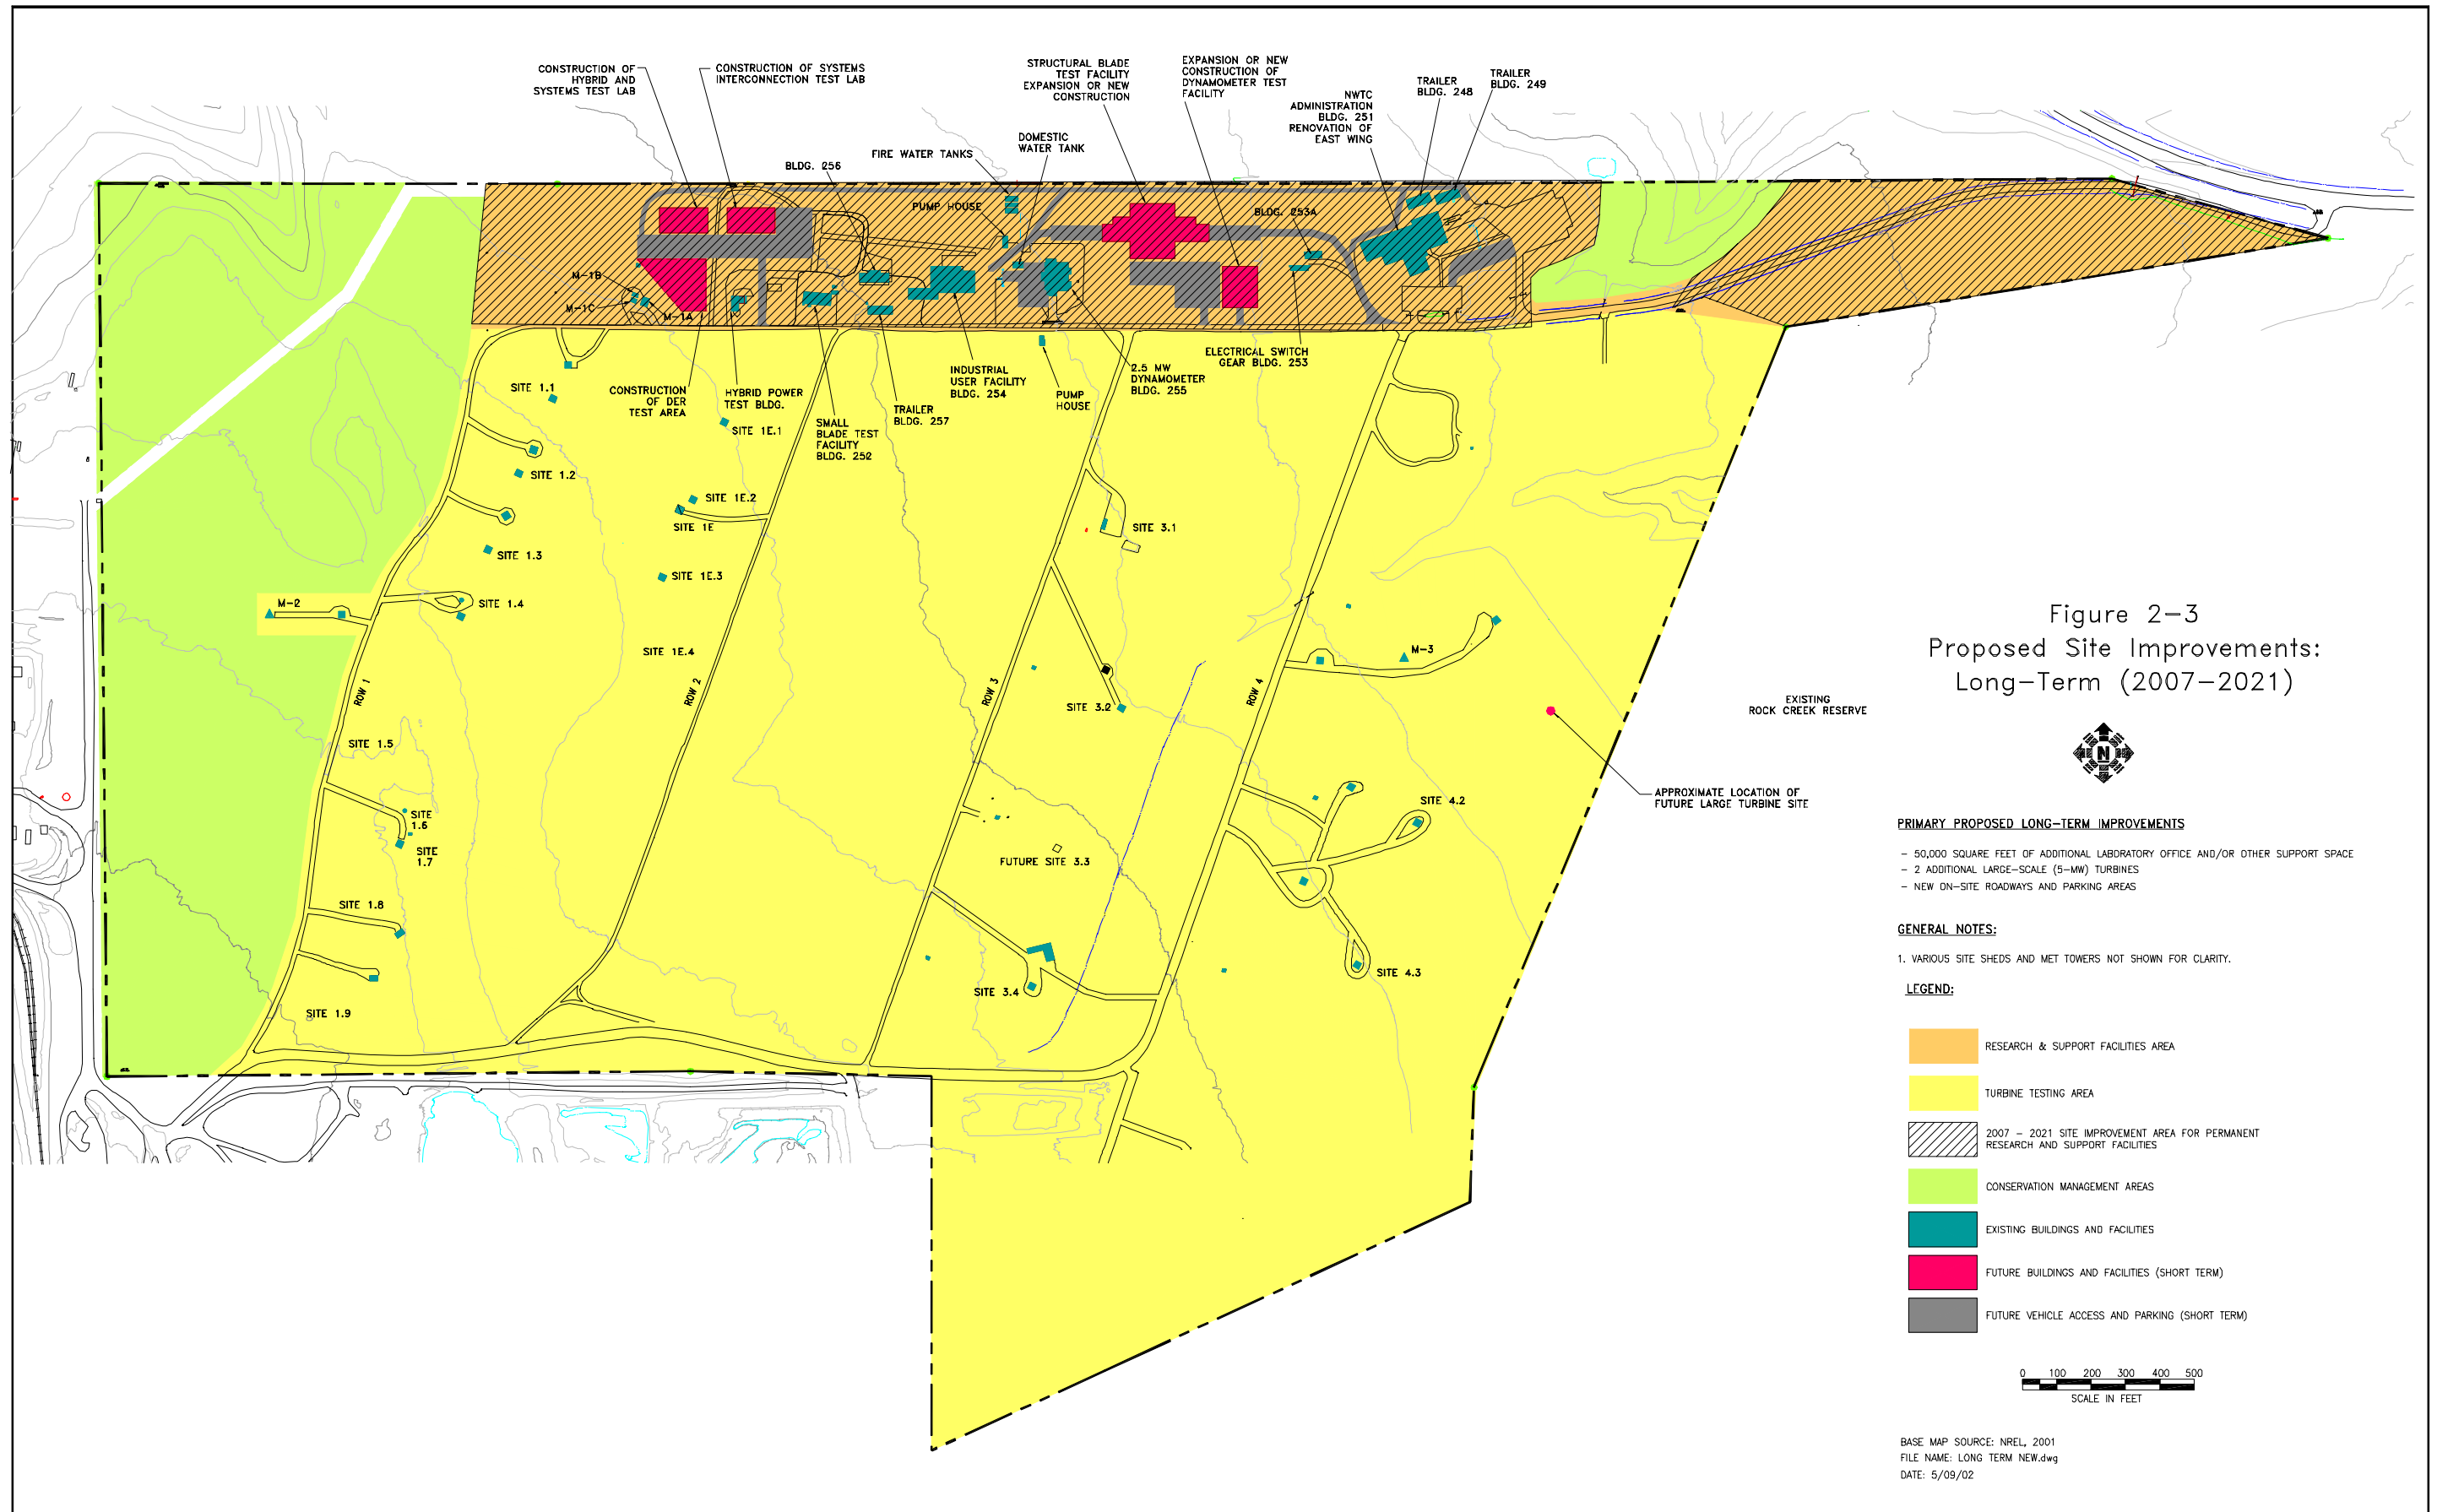 CONSTRUCTION OF
HYBRID AND
SYSTEMS TEST LAB
CONSTRUCTION OF SYSTEMS
INTERCONNECTION TEST LAB
STRUCTURAL BLADE
TEST FACILITY
EXPANSION OR NEW
CONSTRUCTION
EXPANSION OR NEW
CONSTRUCTION OF
DYNAMOMETER TEST
FACILITY
NWTC
ADMINISTRATION
BLDG. 251
RENOVATION OF
EAST WING
TRAILER
BLDG. 248
TRAILER
BLDG. 249
BLDG. 256
FIRE WATER TANKS
DOMESTIC
WATER TANK
PUMP HOUSE
BLDG. 253A
M-1B
M-1C
M-1A
CONSTRUCTION
OF DER
TEST AREA
HYBRID POWER
TEST BLDG.
SMALL
BLADE TEST
FACILITY
BLDG. 252
TRAILER
BLDG. 257
INDUSTRIAL
USER FACILITY
BLDG. 254
PUMP
HOUSE
2.5 MW
DYNAMOMETER
BLDG. 255
ELECTRICAL SWITCH
GEAR BLDG. 253
SITE 1.1
SITE 1E.1
SITE 1.2
SITE 1E.2
SITE 1E
SITE 3.1
SITE 1.3
SITE 1E.3
M-2
SITE 1.4
SITE 1E.4
M-3
ROW 1
ROW 2
ROW 3
ROW 4
SITE 3.2
SITE 1.5
EXISTING
ROCK CREEK RESERVE
APPROXIMATE LOCATION OF
FUTURE LARGE TURBINE SITE
SITE
1.6
SITE
1.7
SITE 4.2
FUTURE SITE 3.3
SITE 1.8
SITE 4.3
SITE 3.4
SITE 1.9
Figure 2-3
Proposed Site Improvements:
Long-Term (2007-2021)
N
PRIMARY PROPOSED LONG-TERM IMPROVEMENTS
- 50,000 SQUARE FEET OF ADDITIONAL LABORATORY OFFICE AND/OR OTHER SUPPORT SPACE
- 2 ADDITIONAL LARGE-SCALE (5-MW) TURBINES
- NEW ON-SITE ROADWAYS AND PARKING AREAS
GENERAL NOTES:
1. VARIOUS SITE SHEDS AND MET TOWERS NOT SHOWN FOR CLARITY.
LEGEND:
RESEARCH & SUPPORT FACILITIES AREA
TURBINE TESTING AREA
2007 - 2021 SITE IMPROVEMENT AREA FOR PERMANENT
RESEARCH AND SUPPORT FACILITIES
CONSERVATION MANAGEMENT AREAS
EXISTING BUILDINGS AND FACILITIES
FUTURE BUILDINGS AND FACILITIES (SHORT TERM)
FUTURE VEHICLE ACCESS AND PARKING (SHORT TERM)
0 100 200 300 400 500
SCALE IN FEET
BASE MAP SOURCE: NREL, 2001
FILE NAME: LONG TERM NEW.dwg
DATE: 5/09/02